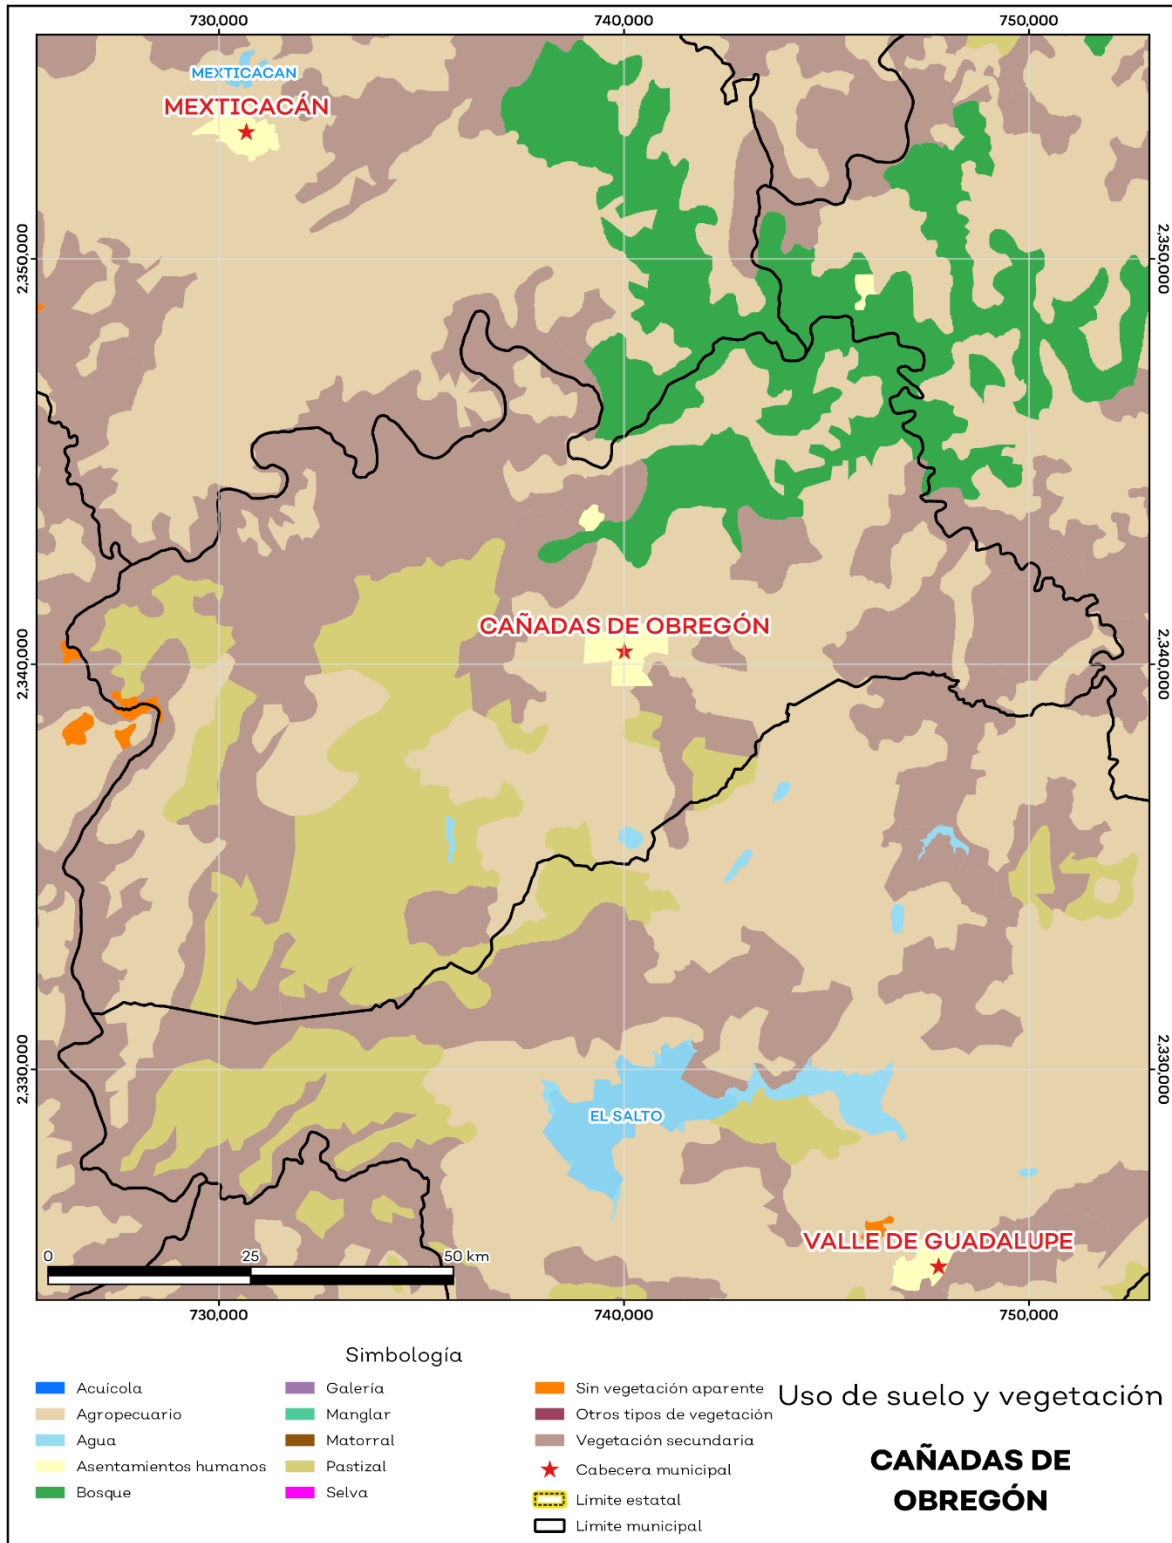 730,000
740,000
750,000
MEXTICACAN
MEXTICACÁN
2,350,000
2,350,000
CAÑADAS DE OBREGÓN
2,340,000
2,340,000
2,330,000
2,330,000
EL SALTO
VALLE DE GUADALUPE
0
25
50 km
730,000
740,000
750,000
Simbología
Acuícola
Agropecuario
Agua
Asentamientos humanos
Bosque
Galería
Manglar
Matorral
Pastizal
Selva
Sin vegetación aparente
Otros tipos de vegetación
Vegetación secundaria
Cabecera municipal
Límite estatal
Límite municipal
Uso de suelo y vegetación
CAÑADAS DE
OBREGÓN